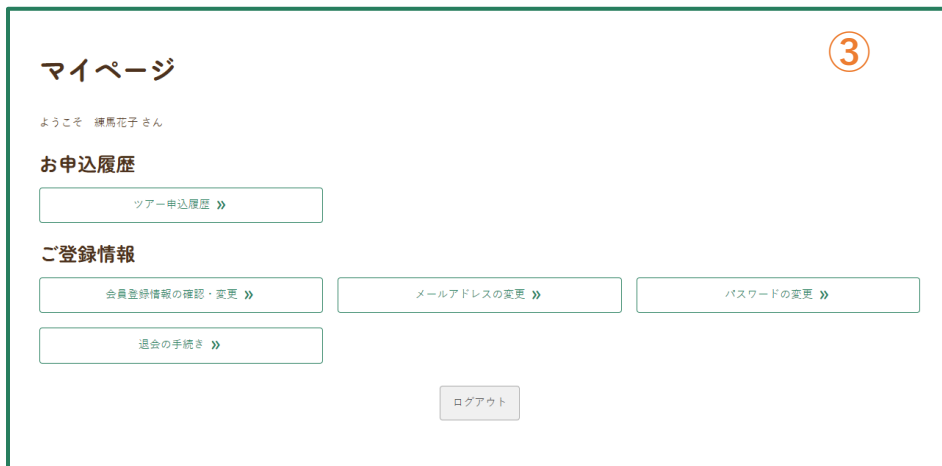 ③
マイページ
ようこそ　練馬花子 さん
お申込履歴
ツアー申込履歴 »
ご登録情報
会員登録情報の確認・変更 »
メールアドレスの変更 »
パスワードの変更 »
退会の手続き »
ログアウト